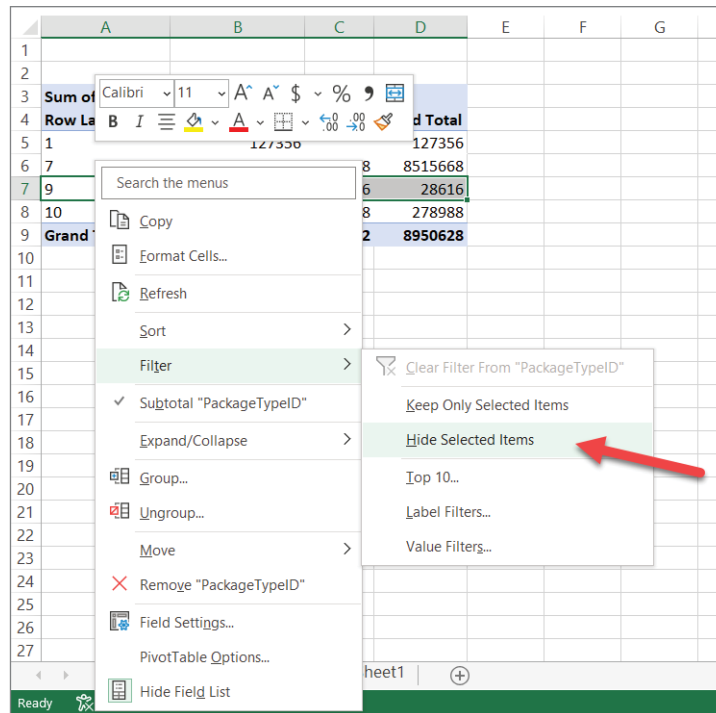 A B C D E F G
1
2
3 Sum of
Calibri 11 A^ A˅ $ % 9
4 Row La
B I A .00 .00 d Total
5 1 127356 127356
6 7 8 8515668
7 9 6 28616
8 10 8 278988
9 Grand 2 8950628
Search the menus
10
11
12
13
14
15
16
17
18
19
20
21
22
23
24
25
26
27
Copy
Format Cells...
Refresh
Sort
Filter
Subtotal "PackageTypeID"
Expand/Collapse
Group...
Ungroup...
Move
Remove "PackageTypeID"
Field Settings...
PivotTable Options...
Hide Field List
Clear Filter From "PackageTypeID"
Keep Only Selected Items
Hide Selected Items
Top 10...
Label Filters...
Value Filters...
heet1
Ready